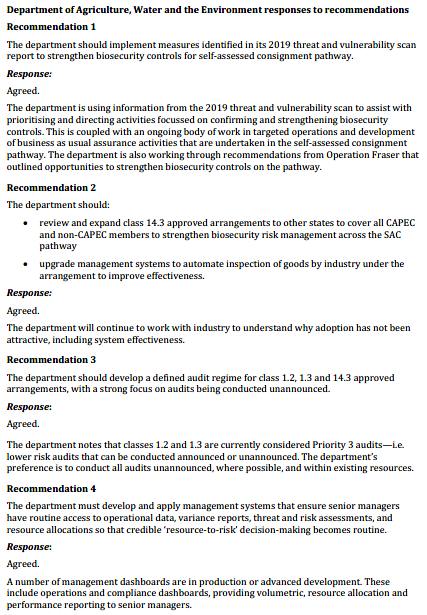 Department of Agriculture, Water and the Environment responses to recommendations
Recommendation 1
The department should implement measures identified in its 2019 threat and vulnerability scan
report to strengthen biosecurity controls for self-assessed consignment pathway.
Response:
Agreed.
The department is using information from the 2019 threat and vulnerability scan to assist with
prioritising and directing activities focussed on confirming and strengthening biosecurity
controls. This is coupled with an ongoing body of work in targeted operations and development
of business as usual assurance activities that are undertaken in the self-assessed consignment
pathway. The department is also working through recommendations from Operation Fraser that
outlined opportunities to strengthen biosecurity controls on the pathway.
Recommendation 2
The department should:
• review and expand class 14.3 approved arrangements to other states to cover all CAPEC
and non-CAPEC members to strengthen biosecurity risk management across the SAC
pathway
• upgrade management systems to automate inspection of goods by industry under the
arrangement to improve effectiveness.
Response:
Agreed.
The department will continue to work with industry to understand why adoption has not been
attractive, including system effectiveness.
Recommendation 3
The department should develop a defined audit regime for class 1.2, 1.3 and 14.3 approved
arrangements, with a strong focus on audits being conducted unannounced.
Response:
Agreed.
The department notes that classes 1.2 and 1.3 are currently considered Priority 3 audits—i.e.
lower risk audits that can be conducted announced or unannounced. The department's
preference is to conduct all audits unannounced, where possible, and within existing resources.
Recommendation 4
The department must develop and apply management systems that ensure senior managers
have routine access to operational data, variance reports, threat and risk assessments, and
resource allocations so that credible 'resource-to-risk' decision-making becomes routine.
Response:
Agreed.
A number of management dashboards are in production or advanced development. These
include operations and compliance dashboards, providing volumetric, resource allocation and
performance reporting to senior managers.